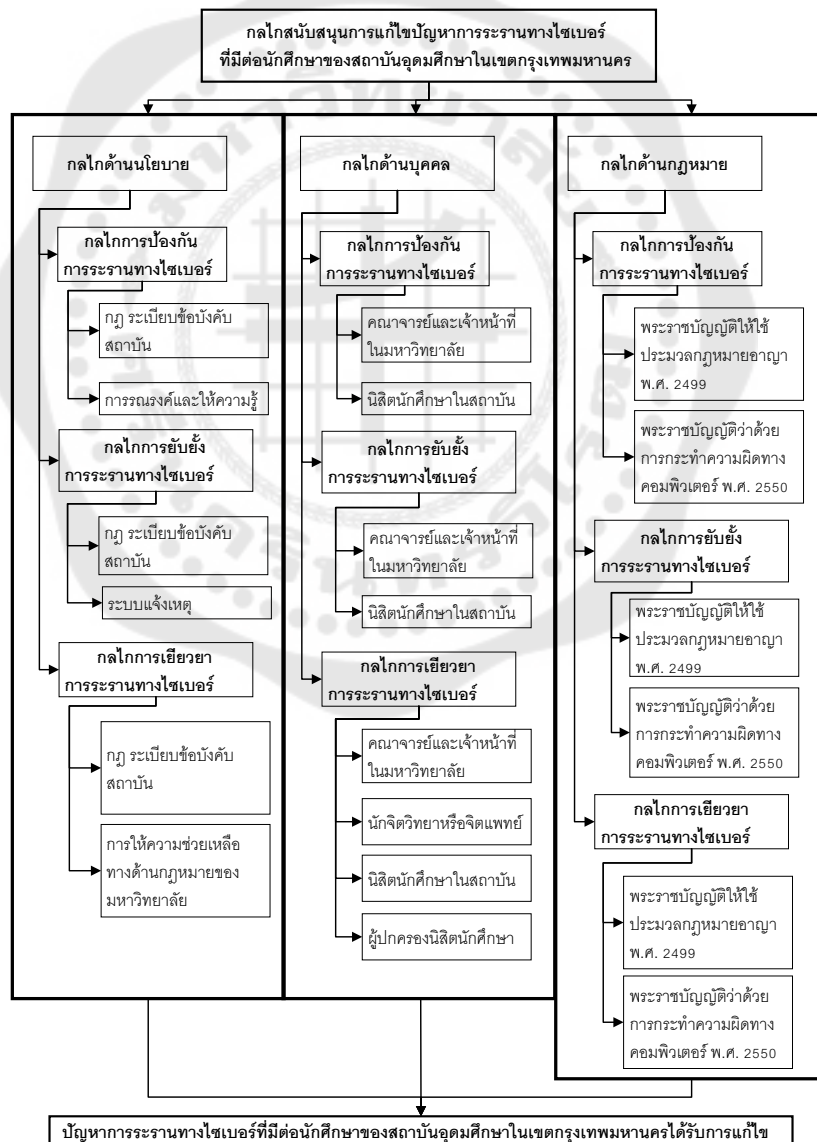 กลไกสนับสนุนการแก้ไขปัญหาการระรานทางไซเบอร์
ที่มีต่อนักศึกษาของสถาบันอุดมศึกษาในเขตกรุงเทพมหานคร
กลไกด้านนโยบาย
กลไกการป้องกัน
การระรานทางไซเบอร์
กฎ ระเบียบข้อบังคับ
สถาบัน
การรณรงค์และให้ความรู้
กลไกการยับยั้ง
การระรานทางไซเบอร์
กฎ ระเบียบข้อบังคับ
สถาบัน
ระบบแจ้งเหตุ
กลไกการเยียวยา
การระรานทางไซเบอร์
กฎ ระเบียบข้อบังคับ
สถาบัน
การให้ความช่วยเหลือ
ทางด้านกฎหมายของ
มหาวิทยาลัย
กลไกด้านบุคคล
กลไกการป้องกัน
การระรานทางไซเบอร์
คณาจารย์และเจ้าหน้าที่
ในมหาวิทยาลัย
นิสิตนักศึกษาในสถาบัน
กลไกการยับยั้ง
การระรานทางไซเบอร์
คณาจารย์และเจ้าหน้าที่
ในมหาวิทยาลัย
นิสิตนักศึกษาในสถาบัน
กลไกการเยียวยา
การระรานทางไซเบอร์
คณาจารย์และเจ้าหน้าที่
ในมหาวิทยาลัย
นักจิตวิทยาหรือจิตแพทย์
นิสิตนักศึกษาในสถาบัน
ผู้ปกครองนิสิตนักศึกษา
กลไกด้านกฎหมาย
กลไกการป้องกัน
การระรานทางไซเบอร์
พระราชบัญญัติให้ใช้
ประมวลกฎหมายอาญา
พ.ศ. 2499
พระราชบัญญัติว่าด้วย
การกระทำความผิดทาง
คอมพิวเตอร์ พ.ศ. 2550
กลไกการยับยั้ง
การระรานทางไซเบอร์
พระราชบัญญัติให้ใช้
ประมวลกฎหมายอาญา
พ.ศ. 2499
พระราชบัญญัติว่าด้วย
การกระทำความผิดทาง
คอมพิวเตอร์ พ.ศ. 2550
กลไกการเยียวยา
การระรานทางไซเบอร์
พระราชบัญญัติให้ใช้
ประมวลกฎหมายอาญา
พ.ศ. 2499
พระราชบัญญัติว่าด้วย
การกระทำความผิดทาง
คอมพิวเตอร์ พ.ศ. 2550
ปัญหาการระรานทางไซเบอร์ที่มีต่อนักศึกษาของสถาบันอุดมศึกษาในเขตกรุงเทพมหานครได้รับการแก้ไข
มหาวิทยาลัย
ศรีนครินทรวิโรฒ